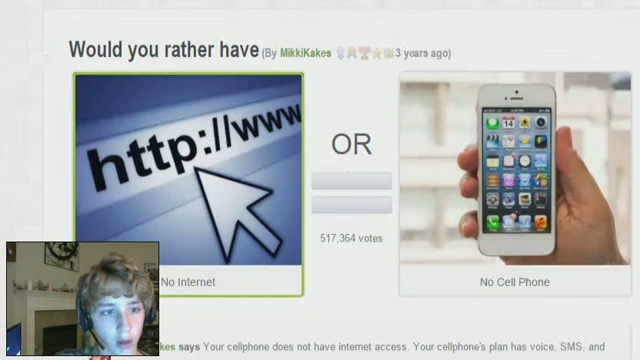 Would you rather have (By MikkiKakes 3 years ago)
http://www
OR
517,364 votes
No Internet
No Cell Phone
kes says Your cellphone does not have internet access. Your cellphone's plan has voice, SMS, and